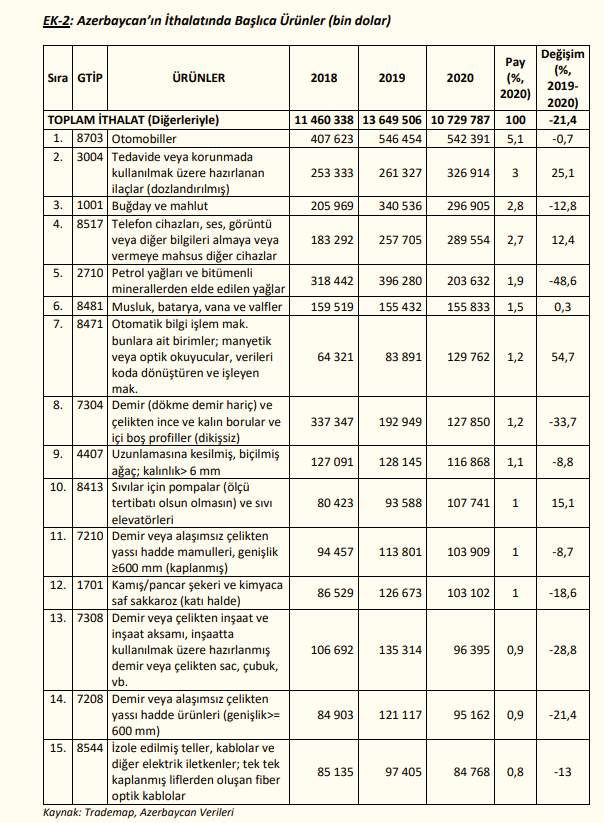 EK-2: Azerbaycan’ın İthalatında Başlıca Ürünler (bin dolar)
Sıra GTİP ÜRÜNLER 2018 2019 2020 Pay (%, 2020) Değişim (%, 2019-2020)
TOPLAM İTHALAT (Diğerleriyle) 11 460 338 13 649 506 10 729 787 100 -21,4
1. 8703 Otomobiller 407 623 546 454 542 391 5,1 -0,7
2. 3004 Tedavide veya korunmada
kullanılmak üzere hazırlanan
ilaçlar (dozlandırılmış) 253 333 261 327 326 914 3 25,1
3. 1001 Buğday ve mahlut 205 969 340 536 296 905 2,8 -12,8
4. 8517 Telefon cihazları, ses, görüntü
veya diğer bilgileri almaya veya
vermeye mahsus diğer cihazlar 183 292 257 705 289 554 2,7 12,4
5. 2710 Petrol yağları ve bitümenli
minerallerden elde edilen yağlar 318 442 396 280 203 632 1,9 -48,6
6. 8481 Musluk, batarya, vana ve valfler 159 519 155 432 155 833 1,5 0,3
7. 8471 Otomatik bilgi işlem mak.
bunlara ait birimler; manyetik
veya optik okuyucular, verileri
koda dönüştüren ve işleyen
mak. 64 321 83 891 129 762 1,2 54,7
8. 7304 Demir (dökme demir hariç) ve
çelikten ince ve kalın borular ve
içi boş profiller (dikişsiz) 337 347 192 949 127 850 1,2 -33,7
9. 4407 Uzunlamasına kesilmiş, biçilmiş
ağaç; kalınlık> 6 mm 127 091 128 145 116 868 1,1 -8,8
10. 8413 Sıvılar için pompalar (ölçü
tertibatı olsun olmasın) ve sıvı
elevatörleri 80 423 93 588 107 741 1 15,1
11. 7210 Demir veya alaşımsız çelikten
yassı hadde mamulleri, genişlik
≥600 mm (kaplanmış) 94 457 113 801 103 909 1 -8,7
12. 1701 Kamış/pancar şekeri ve kimyaca
saf sakkaroz (katı halde) 86 529 126 673 103 102 1 -18,6
13. 7308 Demir veya çelikten inşaat ve
inşaat aksamı, inşaatta
kullanılmak üzere hazırlanmış
demir veya çelikten sac, çubuk,
vb. 106 692 135 314 96 395 0,9 -28,8
14. 7208 Demir veya alaşımsız çelikten
yassı hadde ürünleri (genişlik>=
600 mm) 84 903 121 117 95 162 0,9 -21,4
15. 8544 İzole edilmiş teller, kablolar ve
diğer elektrik iletkenler; tek tek
kaplanmış liflerden oluşan fiber
optik kablolar 85 135 97 405 84 768 0,8 -13
Kaynak: Trademap, Azerbaycan Verileri